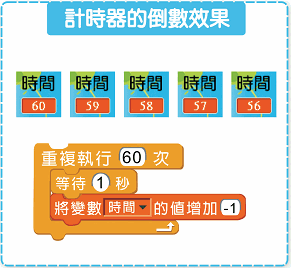 計時器的倒數效果
時間 時間 時間 時間 時間
60 59 58 57 56
重複執行 60 次
等待 1 秒
將變數 時間 的值增加 -1